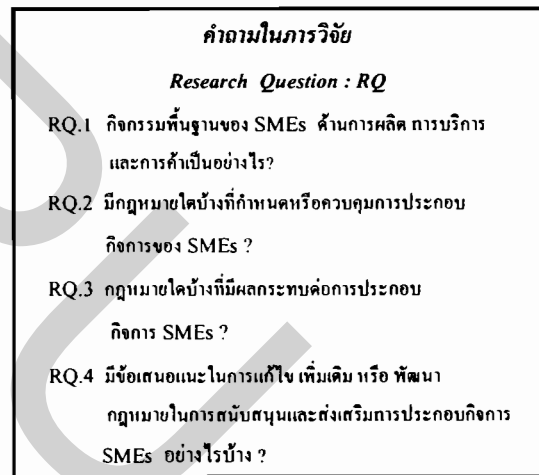 คำถามในการวิจัย
Research Question : RQ
RQ.1 กิจกรรมพื้นฐานของ SMEs ด้านการผลิต การบริการ
และการค้าเป็นอย่างไร?
RQ.2 มีกฎหมายใดบ้างที่กำหนดหรือควบคุมการประกอบ
กิจการของ SMEs ?
RQ.3 กฎหมายใดบ้างที่มีผลกระทบต่อการประกอบ
กิจการ SMEs ?
RQ.4 มีข้อเสนอแนะในการแก้ไข เพิ่มเติม หรือ พัฒนา
กฎหมายในการสนับสนุนและส่งเสริมการประกอบกิจการ
SMEs อย่างไรบ้าง ?